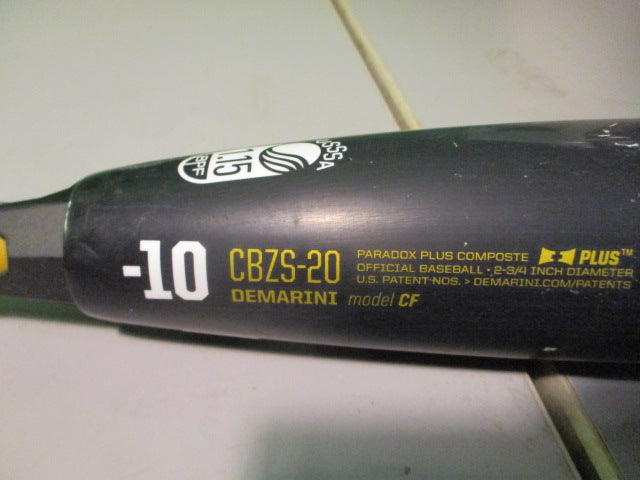 USSSA
1.15
BPF
-10
CBZS-20
DEMARINI model CF
PARADOX PLUS COMPOSITE PLUS™
OFFICIAL BASEBALL • 2-3/4 INCH DIAMETER
U.S. PATENT NOS. > DEMARINI.COM/PATENTS